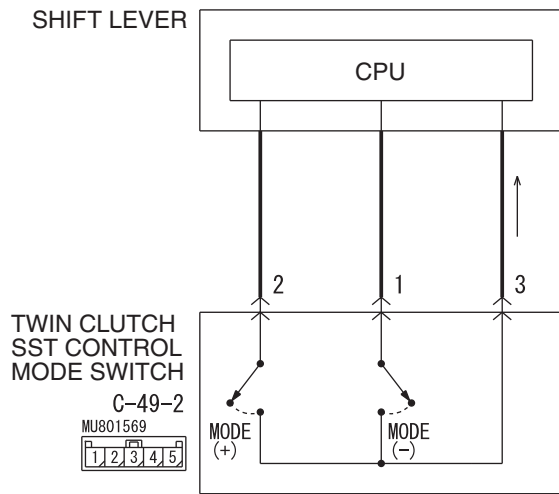 SHIFT LEVER
CPU
2
1
3
TWIN CLUTCH
SST CONTROL
MODE SWITCH
C-49-2
MU801569
1 2 3 4 5
MODE
(+)
MODE
(-)